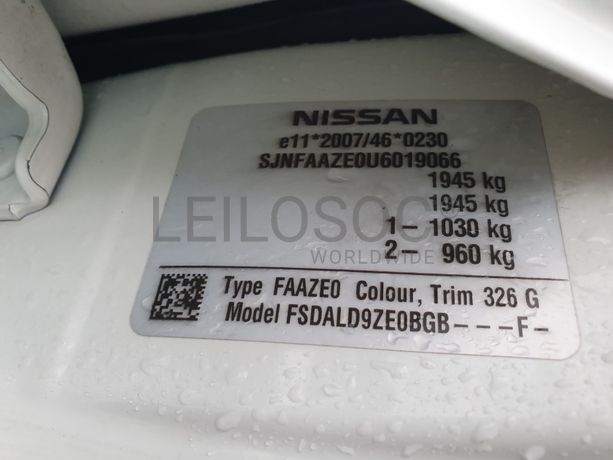 NISSAN
e11*2007/46*0230
SJNFAAZE0U6019066
1945 kg
1945 kg
1– 1030 kg
2– 960 kg
LEILOSOC
WORLDWIDE
Type FAAZE0 Colour, Trim 326 G
Model FSDALD9ZE0BGB– – –F–